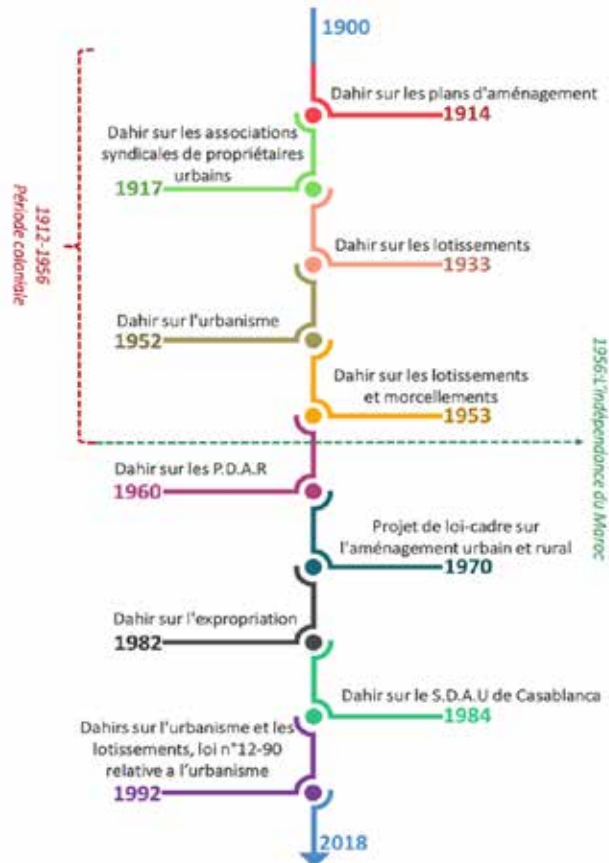 1900
Dahir sur les plans d'aménagement
1914
Dahir sur les associations
syndicales de propriétaires
urbains
1917
1912-1956
Période coloniale
Dahir sur les lotissements
1933
Dahir sur l'urbanisme
1952
Dahir sur les lotissements
et morcellements
1953
1956:L'indépendance du Maroc
Dahir sur les P.D.A.R
1960
Projet de loi-cadre sur
l'aménagement urbain et rural
1970
Dahir sur l'expropriation
1982
Dahir sur le S.D.A.U de Casablanca
1984
Dahirs sur l'urbanisme et les
lotissements, loi n°12-90
relative a l'urbanisme
1992
2018